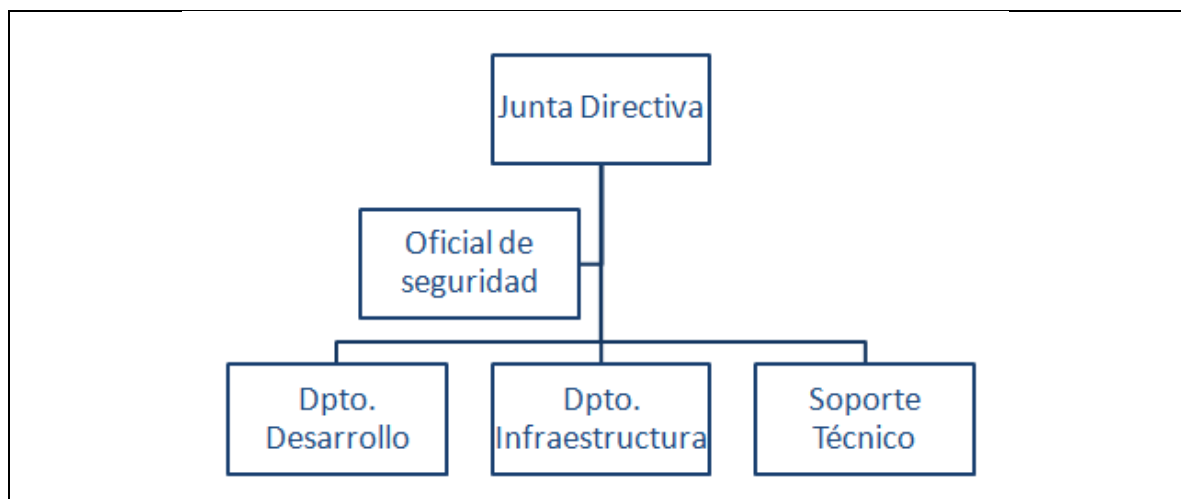 Junta Directiva
Oficial de
seguridad
Dpto.
Desarrollo
Dpto.
Infraestructura
Soporte
Técnico